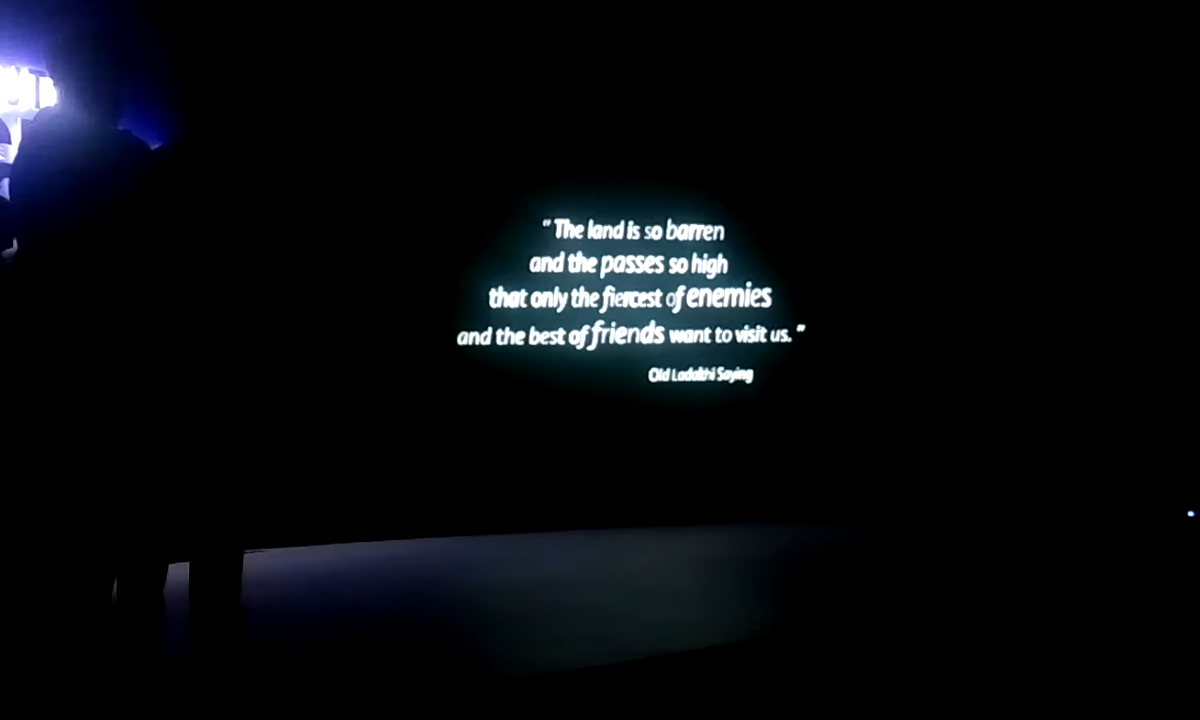 " The land is so barren
and the passes so high
that only the fiercest of enemies
and the best of friends want to visit us. "
Old Ladakhi Saying